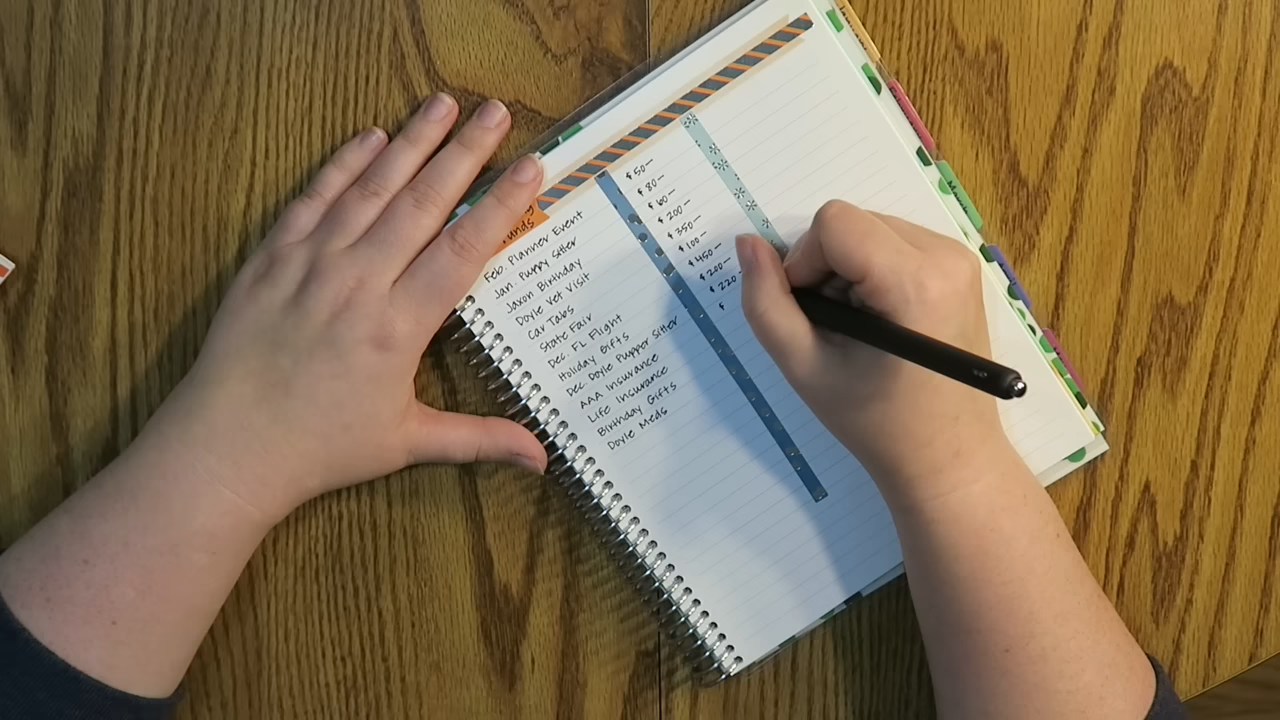 unds
Feb. Planner Event $50—
Jan. Puppy Sitter $80—
Jaxon Birthday $60—
Doyle Vet Visit $200—
Car Tabs $350—
State Fair $100—
Dec. FL Flight $450—
Holiday Gifts $200—
Dec. Doyle Pupper Sitter $220
AAA Insurance $
Life Insurance
Birthday Gifts
Doyle Meds